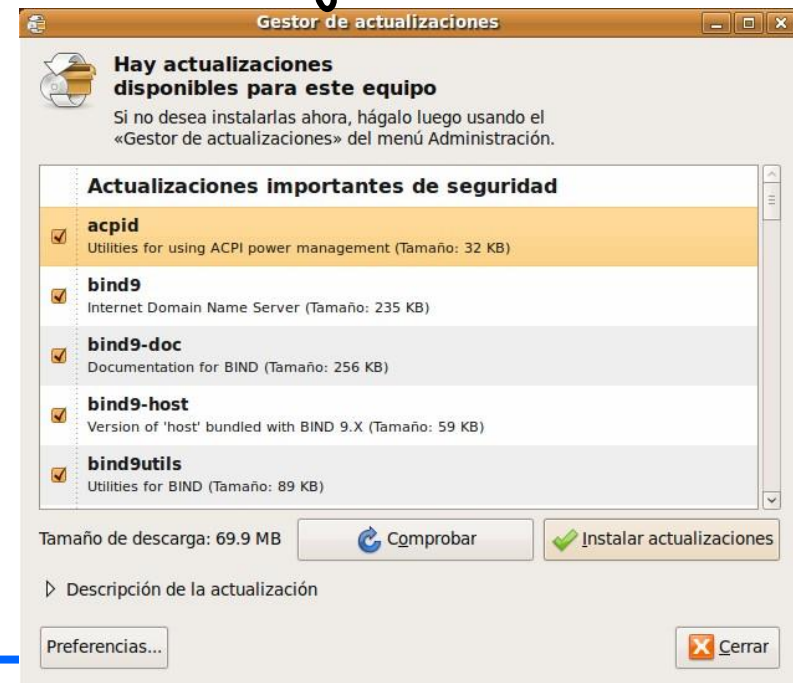 Gestor de actualizaciones
Hay actualizaciones
disponibles para este equipo
Si no desea instalarlas ahora, hágalo luego usando el
«Gestor de actualizaciones» del menú Administración.
Actualizaciones importantes de seguridad
acpid
Utilities for using ACPI power management (Tamaño: 32 KB)
bind9
Internet Domain Name Server (Tamaño: 235 KB)
bind9-doc
Documentation for BIND (Tamaño: 256 KB)
bind9-host
Version of 'host' bundled with BIND 9.X (Tamaño: 59 KB)
bind9utils
Utilities for BIND (Tamaño: 89 KB)
Tamaño de descarga: 69.9 MB Comprobar Instalar actualizaciones
Descripción de la actualización
Preferencias... Cerrar